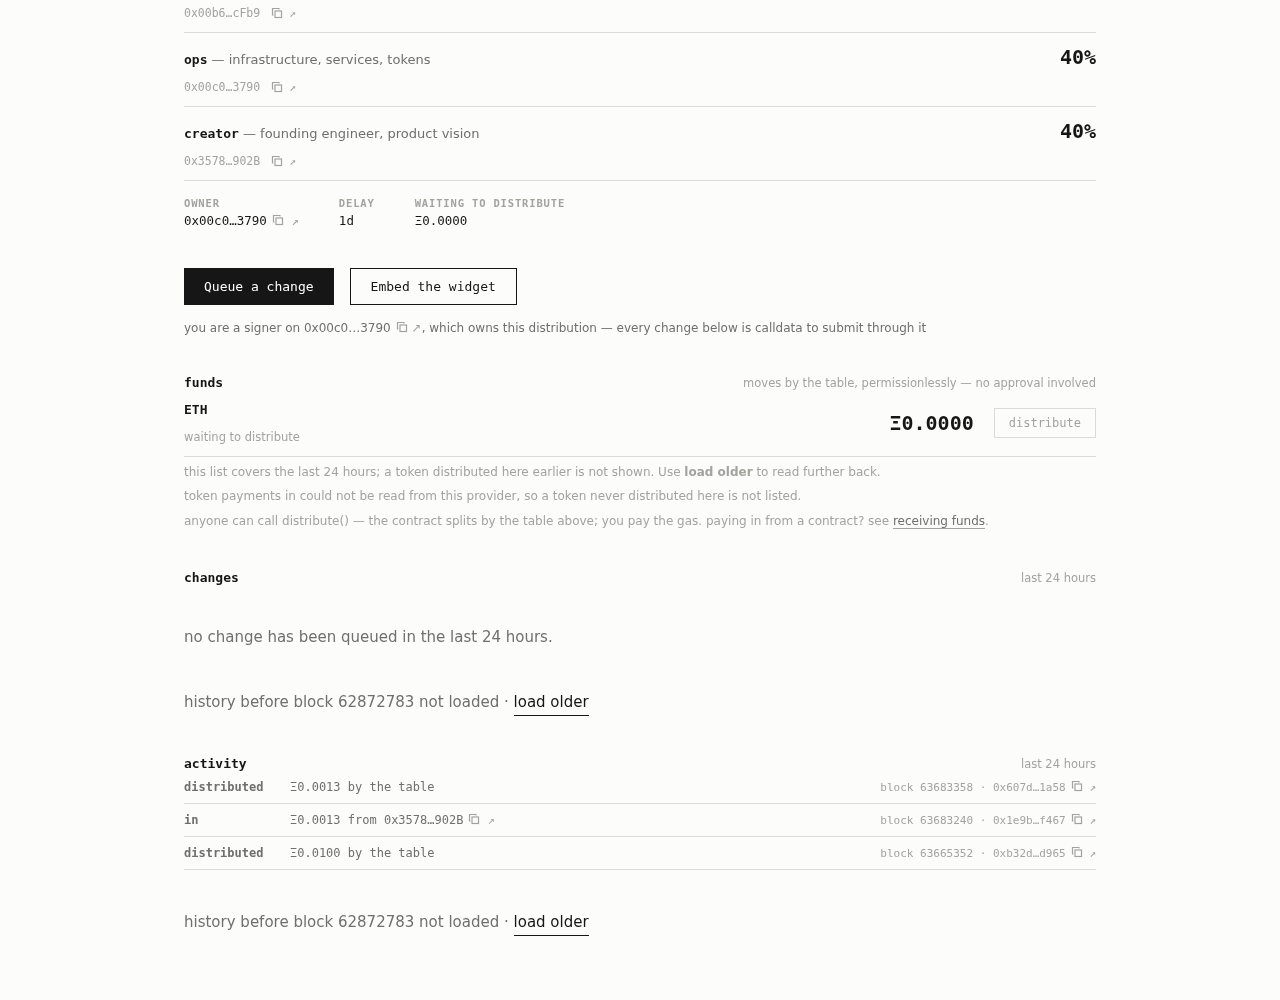 0x00b6…cFb9 ↗
ops — infrastructure, services, tokens 40%
0x00c0…3790 ↗
creator — founding engineer, product vision 40%
0x3578…902B ↗
OWNER DELAY WAITING TO DISTRIBUTE
0x00c0…3790 ↗ 1d Ξ0.0000
Queue a change Embed the widget
you are a signer on 0x00c0…3790 ↗, which owns this distribution — every change below is calldata to submit through it
funds moves by the table, permissionlessly — no approval involved
ETH
Ξ0.0000 distribute
waiting to distribute
this list covers the last 24 hours; a token distributed here earlier is not shown. Use load older to read further back.
token payments in could not be read from this provider, so a token never distributed here is not listed.
anyone can call distribute() — the contract splits by the table above; you pay the gas. paying in from a contract? see receiving funds.
changes last 24 hours
no change has been queued in the last 24 hours.
history before block 62872783 not loaded · load older
activity last 24 hours
distributed Ξ0.0013 by the table block 63683358 · 0x607d…1a58 ↗
in Ξ0.0013 from 0x3578…902B ↗ block 63683240 · 0x1e9b…f467 ↗
distributed Ξ0.0100 by the table block 63665352 · 0xb32d…d965 ↗
history before block 62872783 not loaded · load older